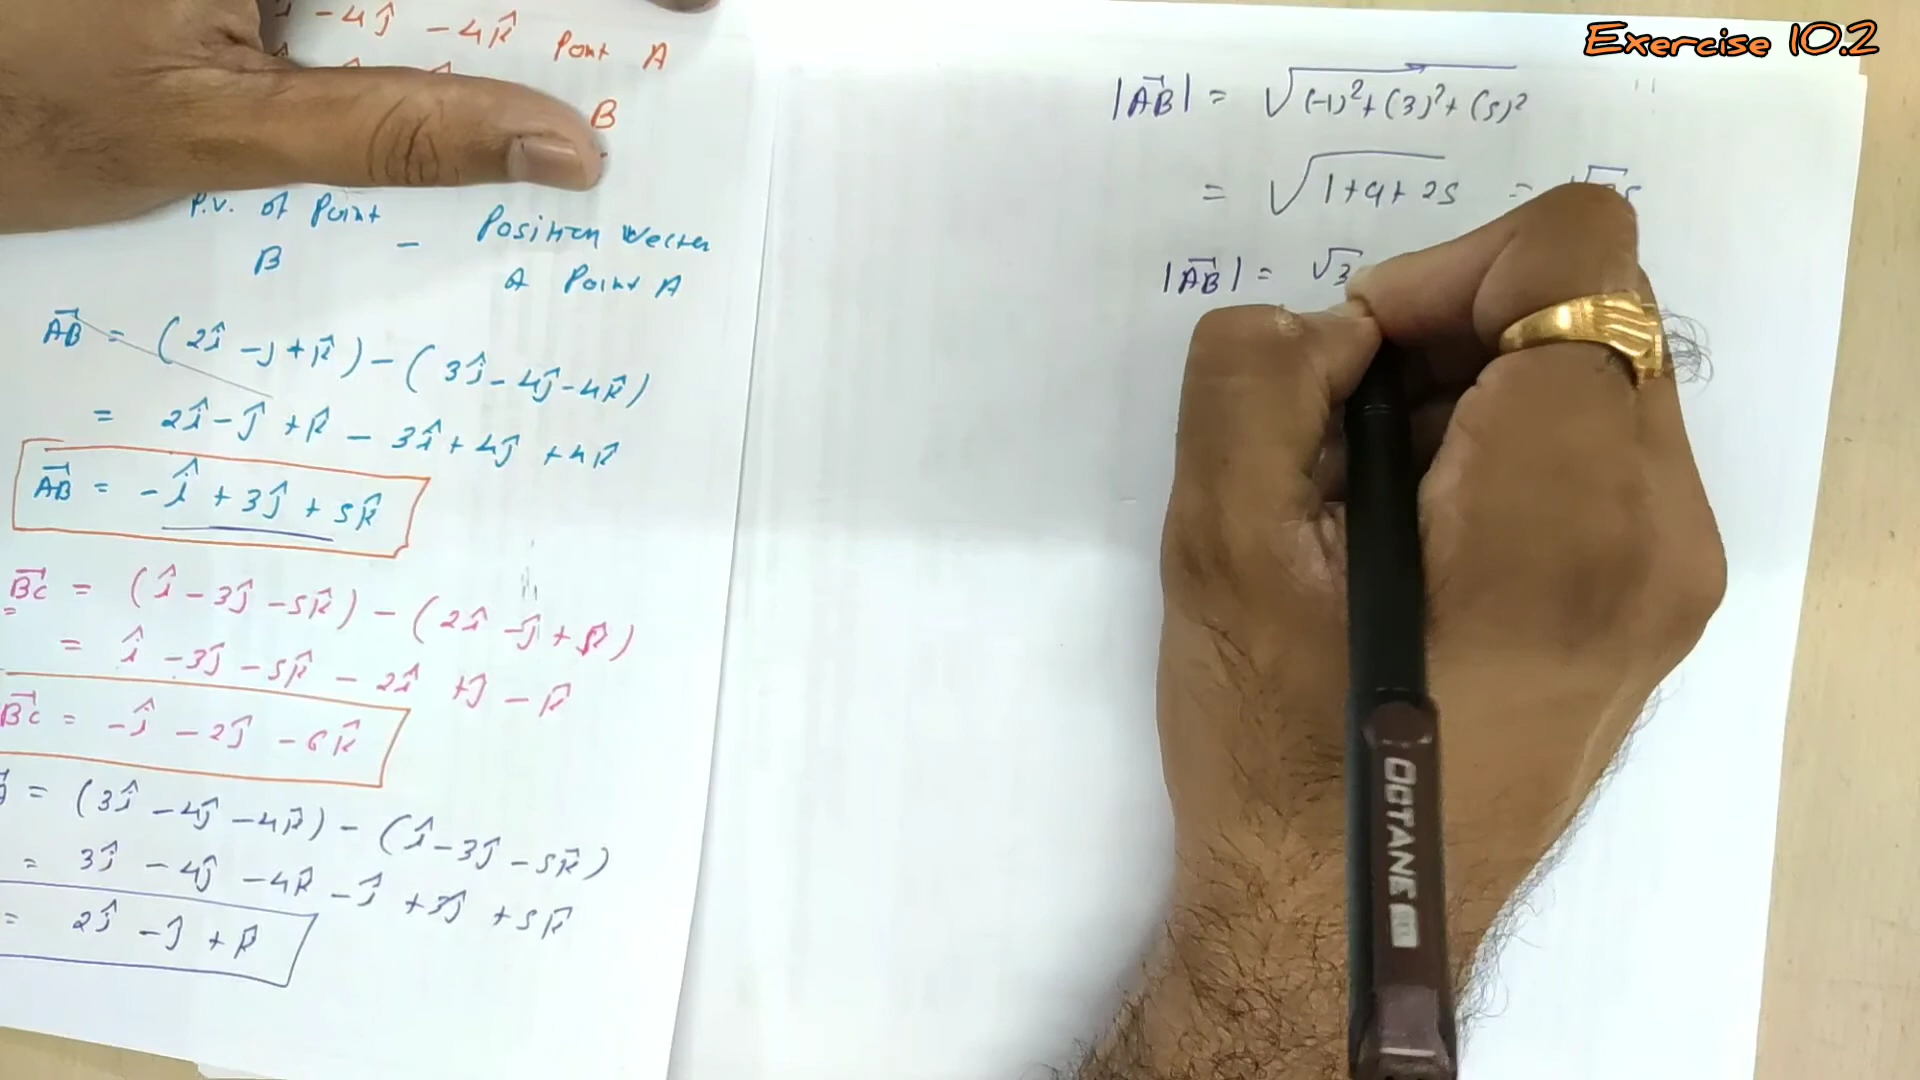 Exercise 10.2
- 4ĵ - 4k̂ Point A
B
P.V. of Point B - Position Vector A Point A
AB⃗ = (2î - j + k̂) - (3î - 4ĵ - 4k̂)
= 2î - ĵ + k̂ - 3î + 4ĵ + 4k̂
AB⃗ = -î + 3ĵ + 5k̂
BC⃗ = (î - 3ĵ - 5k̂) - (2î - ĵ + k̂)
= î - 3ĵ - 5k̂ - 2î + ĵ - k̂
BC⃗ = -î - 2ĵ - 6k̂
= (3î - 4ĵ - 4k̂) - (î - 3ĵ - 5k̂)
= 3î - 4ĵ - 4k̂ - î + 3ĵ + 5k̂
= 2î - ĵ + k̂
|AB⃗| = √(-1)² + (3)² + (5)²
= √1 + 9 + 25 =
|AB⃗| = √3
OCTANE